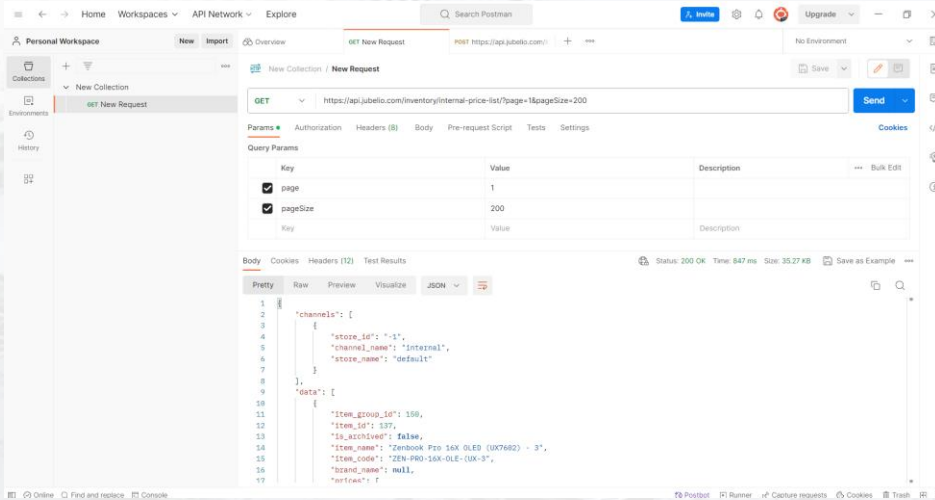 Home Workspaces API Network Explore
Search Postman
Invite
Upgrade
Personal Workspace
New
Import
Overview
GET New Request
POST https://api.jubelio.com/
No Environment
Collections
Environments
History
New Collection
GET New Request
New Collection / New Request
Save
GET
https://api.jubelio.com/inventory/internal-price-list/?page=1&pageSize=200
Send
Params Authorization Headers (8) Body Pre-request Script Tests Settings
Cookies
Query Params
Key Value Description Bulk Edit
page 1
pageSize 200
Key Value Description
Body Cookies Headers (12) Test Results
Status: 200 OK Time: 847 ms Size: 35.27 KB Save as Example
Pretty Raw Preview Visualize JSON
1 {
2 "channels": [
3 {
4 "store_id": "-1",
5 "channel_name": "internal",
6 "store_name": "default"
7 }
8 ],
9 "data": [
10 {
11 "item_group_id": 150,
12 "item_id": 137,
13 "is_archived": false,
14 "item_name": "Zenbook Pro 16X OLED (UX7602) - 3",
15 "item_code": "ZEN-PRO-16X-OLE-(UX-3",
16 "brand_name": null,
17 "prices": [
Online Find and replace Console
Postbot Runner Capture requests Cookies Trash